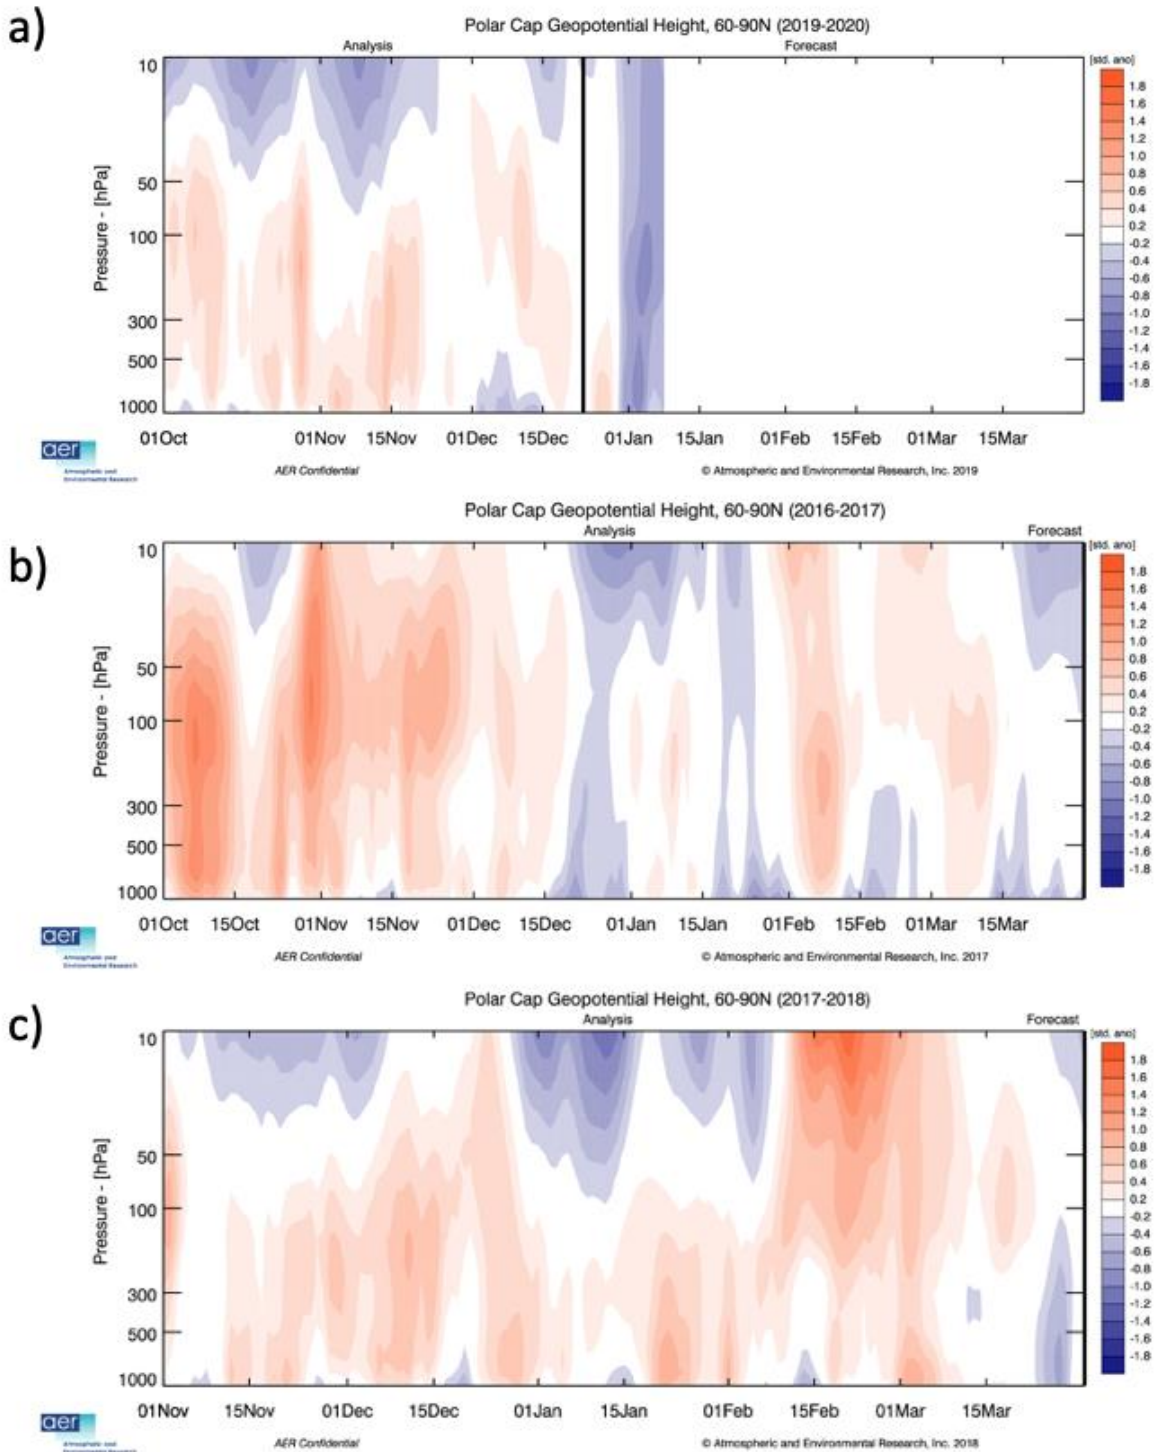 a)
Polar Cap Geopotential Height, 60-90N (2019-2020)
Analysis Forecast
[std. ano]
10
50
100
300
500
1000
Pressure - [hPa]
1.8
1.6
1.4
1.2
1.0
0.8
0.6
0.4
0.2
-0.2
-0.4
-0.6
-0.8
-1.0
-1.2
-1.4
-1.6
-1.8
01Oct 01Nov 15Nov 01Dec 15Dec 01Jan 15Jan 01Feb 15Feb 01Mar 15Mar
aer
Atmospheric and
Environmental Research
AER Confidential © Atmospheric and Environmental Research, Inc. 2019
b)
Polar Cap Geopotential Height, 60-90N (2016-2017)
Analysis Forecast
[std. ano]
10
50
100
300
500
1000
Pressure - [hPa]
1.8
1.6
1.4
1.2
1.0
0.8
0.6
0.4
0.2
-0.2
-0.4
-0.6
-0.8
-1.0
-1.2
-1.4
-1.6
-1.8
01Oct 15Oct 01Nov 15Nov 01Dec 15Dec 01Jan 15Jan 01Feb 15Feb 01Mar 15Mar
aer
Atmospheric and
Environmental Research
AER Confidential © Atmospheric and Environmental Research, Inc. 2017
c)
Polar Cap Geopotential Height, 60-90N (2017-2018)
Analysis Forecast
[std. ano]
10
50
100
300
500
1000
Pressure - [hPa]
1.8
1.6
1.4
1.2
1.0
0.8
0.6
0.4
0.2
-0.2
-0.4
-0.6
-0.8
-1.0
-1.2
-1.4
-1.6
-1.8
01Nov 15Nov 01Dec 15Dec 01Jan 15Jan 01Feb 15Feb 01Mar 15Mar
aer
Atmospheric and
AER Confidential © Atmospheric and Environmental Research, Inc. 2018